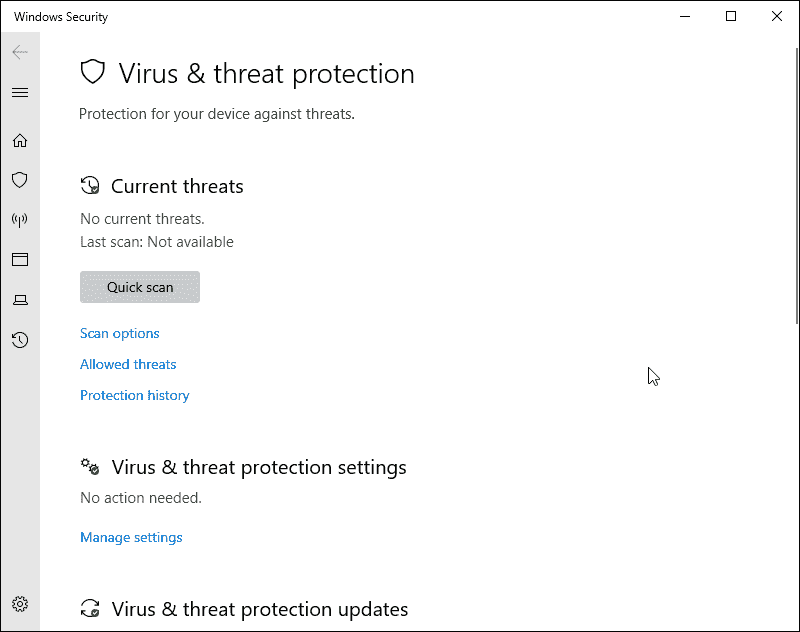 Windows Security
Virus & threat protection
Protection for your device against threats.
Current threats
No current threats.
Last scan: Not available
Quick scan
Scan options
Allowed threats
Protection history
Virus & threat protection settings
No action needed.
Manage settings
Virus & threat protection updates